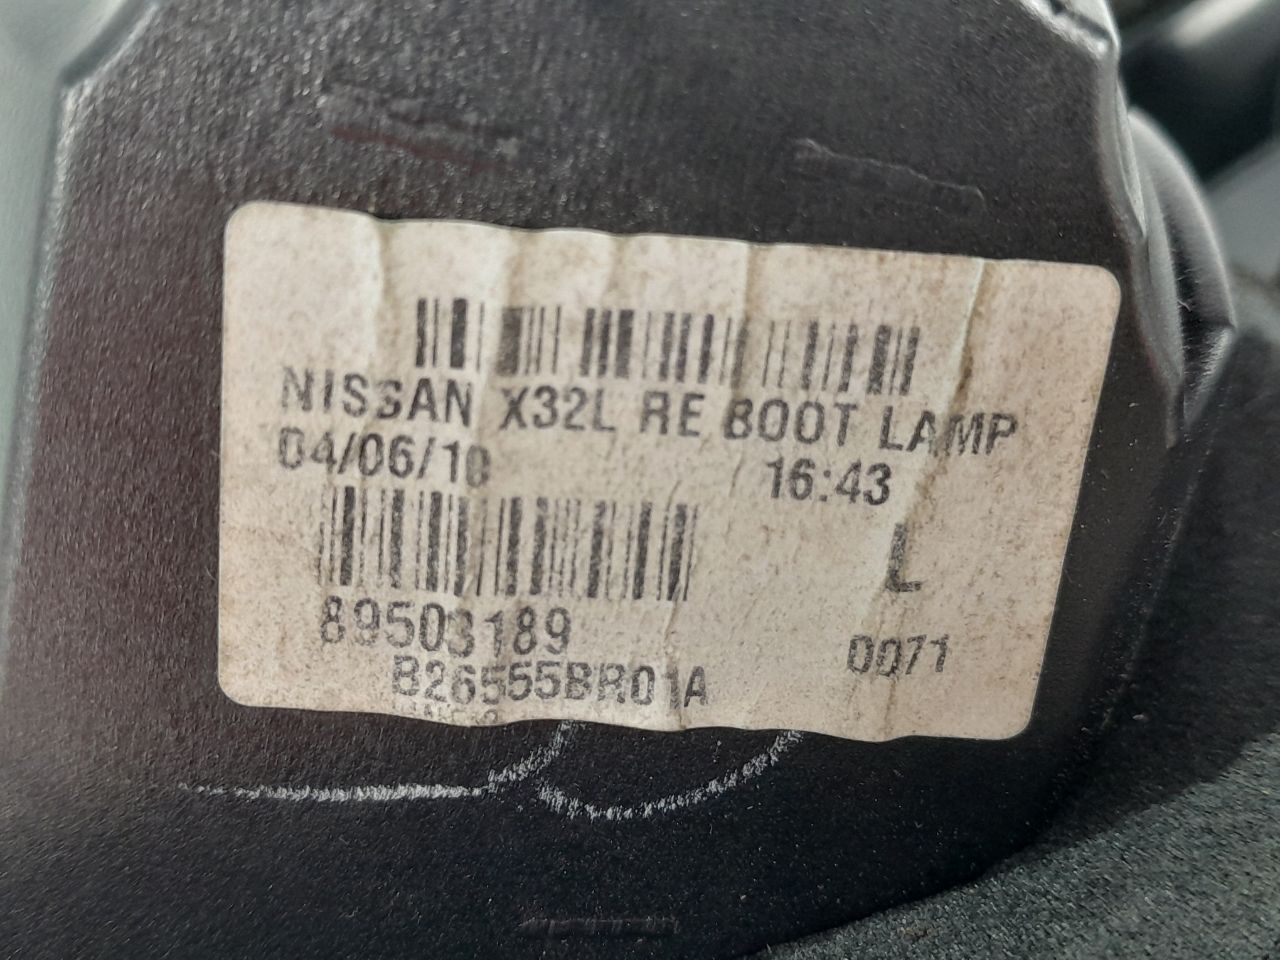 NISSAN X32L RE BOOT LAMP
04/06/10 16:43
L
89503189
0071
B26555BR01A